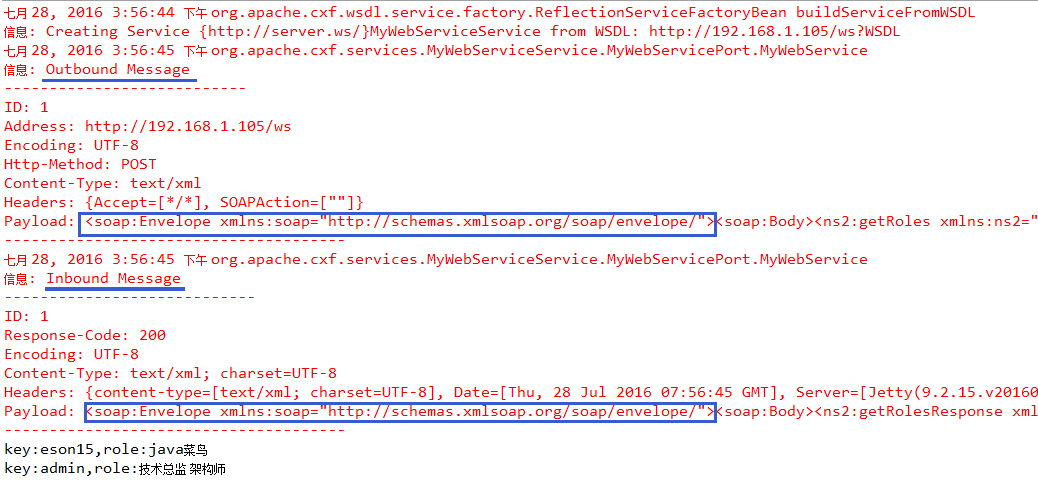 七月 28, 2016 3:56:44 下午 org.apache.cxf.wsdl.service.factory.ReflectionServiceFactoryBean buildServiceFromWSDL
信息: Creating Service {http://server.ws/}MyWebServiceService from WSDL: http://192.168.1.105/ws?WSDL
七月 28, 2016 3:56:45 下午 org.apache.cxf.services.MyWebServiceService.MyWebServicePort.MyWebService
信息: Outbound Message
---------------------------
ID: 1
Address: http://192.168.1.105/ws
Encoding: UTF-8
Http-Method: POST
Content-Type: text/xml
Headers: {Accept=[*/*], SOAPAction=[""]}
Payload: <soap:Envelope xmlns:soap="http://schemas.xmlsoap.org/soap/envelope/"><soap:Body><ns2:getRoles xmlns:ns2="
--------------------------------------
七月 28, 2016 3:56:45 下午 org.apache.cxf.services.MyWebServiceService.MyWebServicePort.MyWebService
信息: Inbound Message
----------------------------
ID: 1
Response-Code: 200
Encoding: UTF-8
Content-Type: text/xml; charset=UTF-8
Headers: {content-type=[text/xml; charset=UTF-8], Date=[Thu, 28 Jul 2016 07:56:45 GMT], Server=[Jetty(9.2.15.v20160
Payload: <soap:Envelope xmlns:soap="http://schemas.xmlsoap.org/soap/envelope/"><soap:Body><ns2:getRolesResponse xml
--------------------------------------
key:eson15,role:java菜鸟
key:admin,role:技术总监 架构师